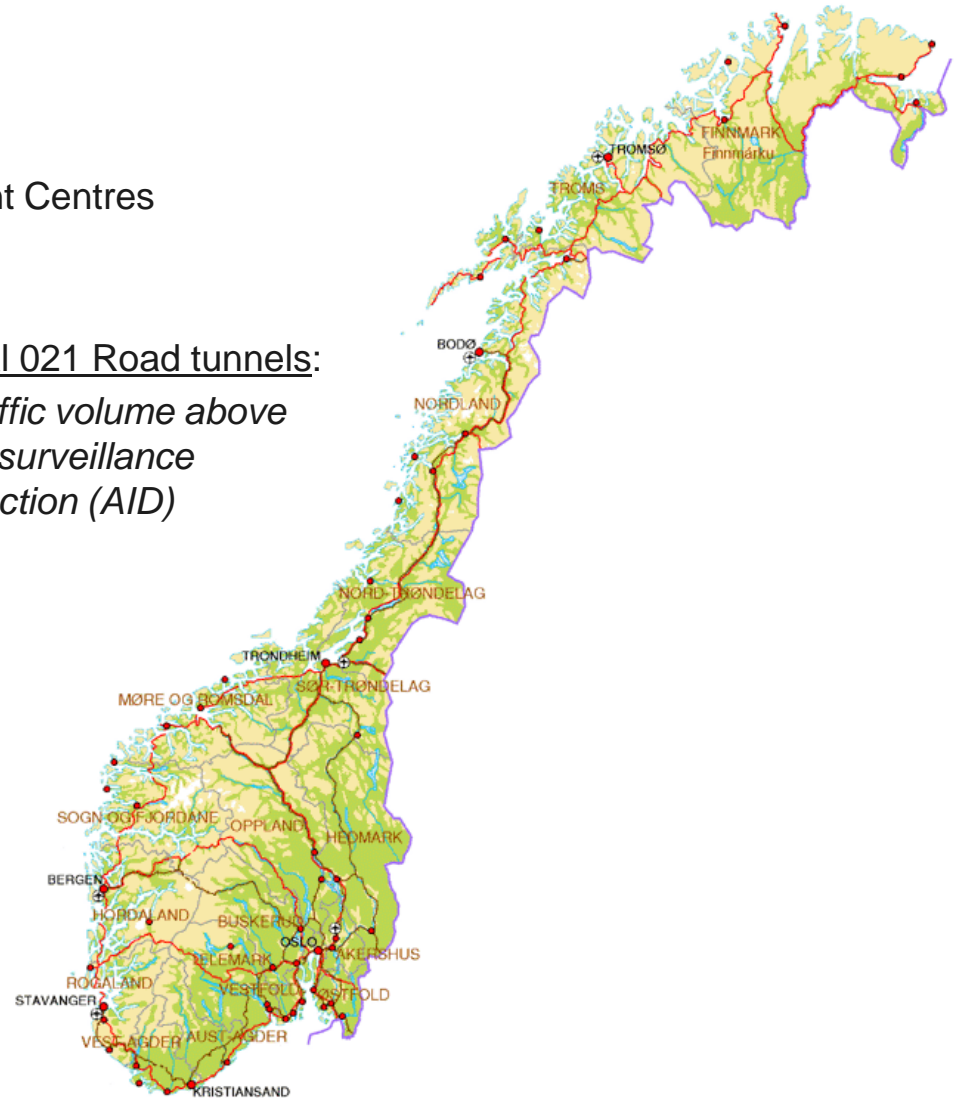 nt Centres
l 021 Road tunnels:
ffic volume above
surveillance
ction (AID)
FINNMARK
Finnmárku
TROMSØ
TROMS
BODØ
NORDLAND
NORD-TRØNDELAG
TRONDHEIM
SØR-TRØNDELAG
MØRE OG ROMSDAL
SOGN OG FJORDANE
OPPLAND
HEDMARK
BERGEN
HORDALAND
BUSKERUD
OSLO
AKERSHUS
TELEMARK
ROGALAND
VESTFOLD
ØSTFOLD
STAVANGER
VEST-AGDER
AUST-AGDER
KRISTIANSAND